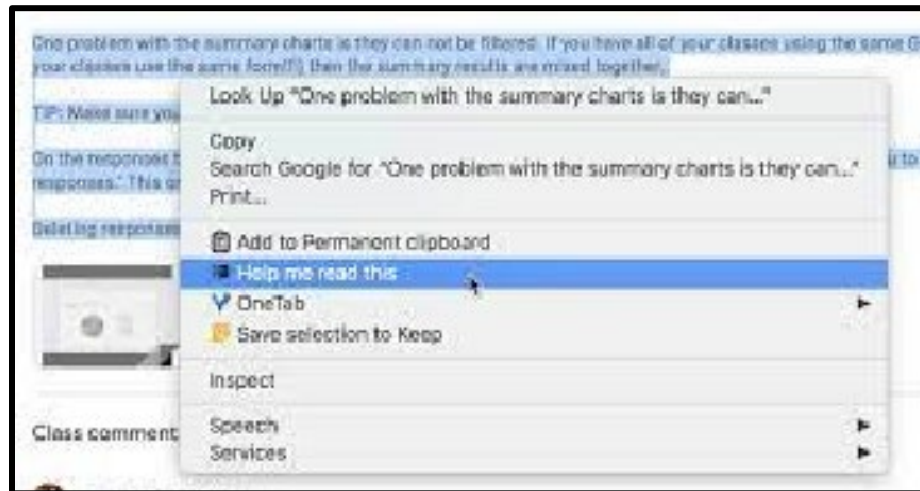 One problem with the summary charts is they can not be filtered. If you have all of your classes using the same G
your classes use the same form!!) then the summary results are mixed together.
Look Up "One problem with the summary charts is they can..."
TIP: Make sure you
Copy
On the responses
Search Google for "One problem with the summary charts is they can..."
u to
responses." This
Print...
Deleting responses
Add to Permanent clipboard
Help me read this
OneTab
Save selection to Keep
Inspect
Class comment
Speech
Services